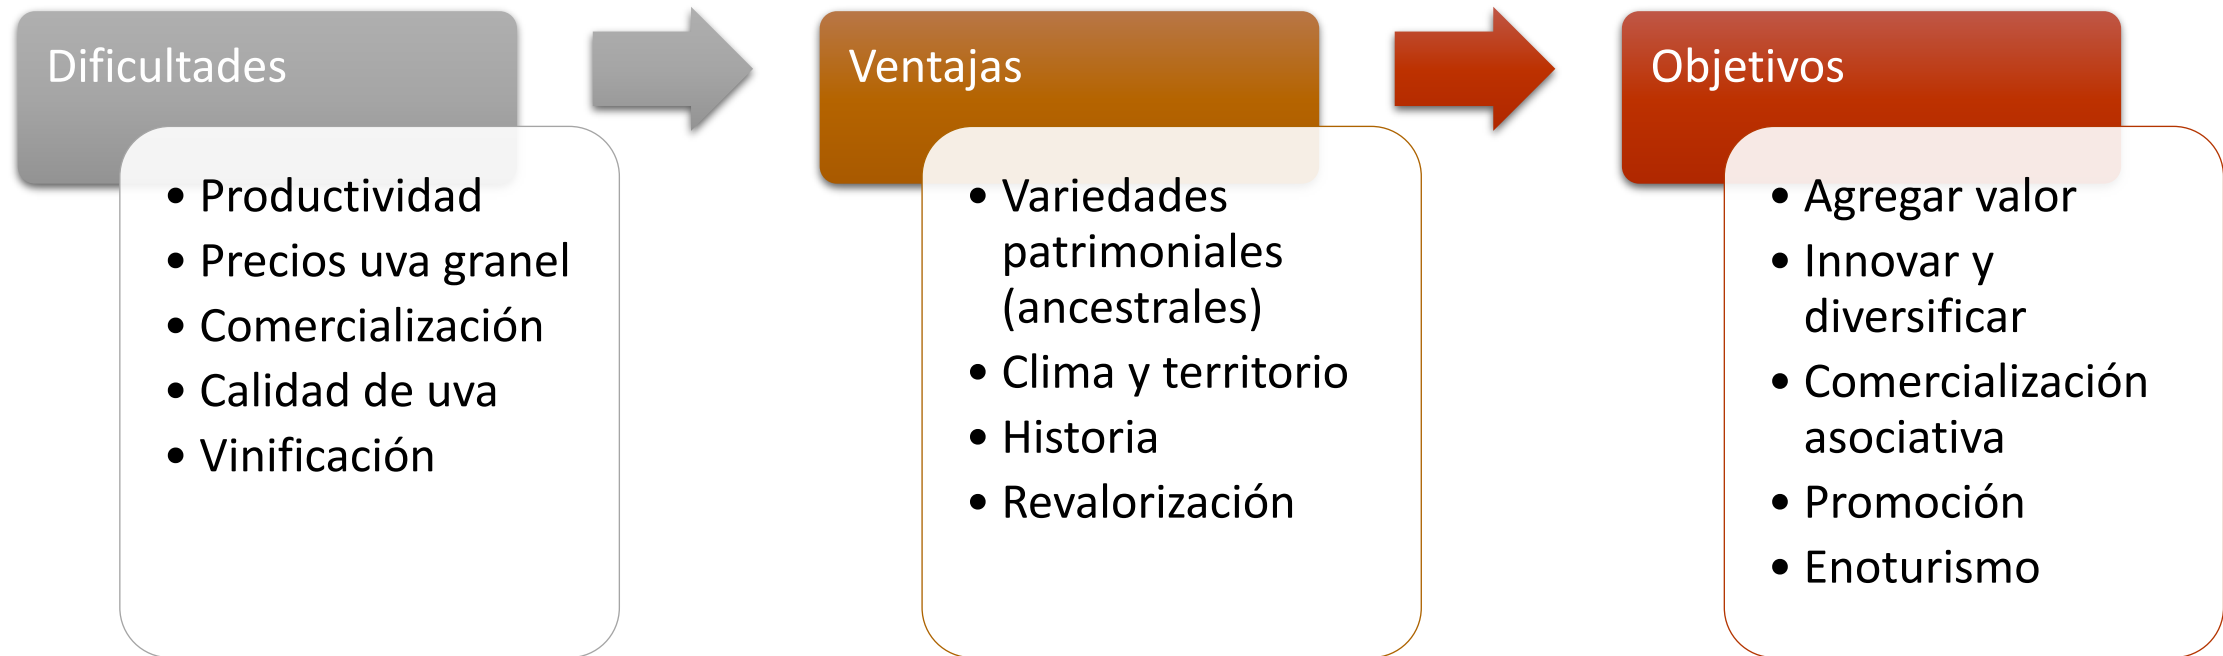 Dificultades
• Productividad
• Precios uva granel
• Comercialización
• Calidad de uva
• Vinificación
Ventajas
• Variedades
patrimoniales
(ancestrales)
• Clima y territorio
• Historia
• Revalorización
Objetivos
• Agregar valor
• Innovar y
diversificar
• Comercialización
asociativa
• Promoción
• Enoturismo